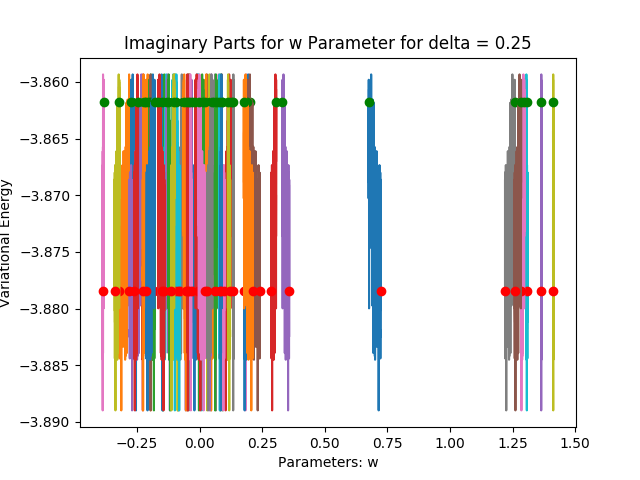 Imaginary Parts for w Parameter for delta = 0.25
Variational Energy
−3.860
−3.865
−3.870
−3.875
−3.880
−3.885
−3.890
−0.25 0.00 0.25 0.50 0.75 1.00 1.25 1.50
Parameters: w